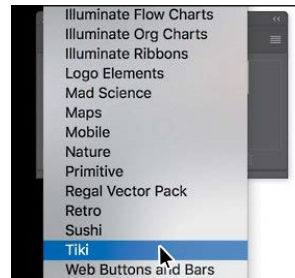 Illuminate Flow Charts
Illuminate Org Charts
Illuminate Ribbons
Logo Elements
Mad Science
Maps
Mobile
Nature
Primitive
Regal Vector Pack
Retro
Sushi
Tiki
Web Buttons and Bars